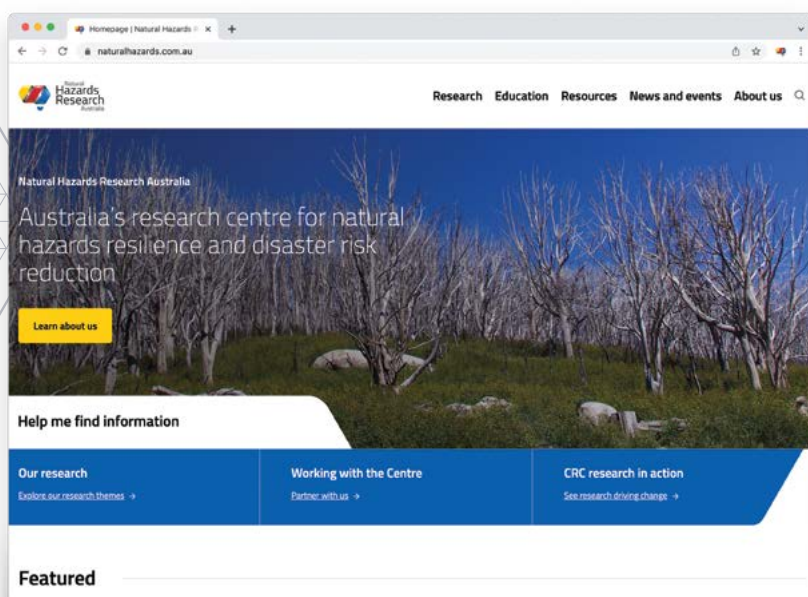 Homepage | Natural Hazards
naturalhazards.com.au
Natural
Hazards
Research
Australia
Research Education Resources News and events About us
Natural Hazards Research Australia
Australia's research centre for natural
hazards resilience and disaster risk
reduction
Learn about us
Help me find information
Our research
Explore our research themes →
Working with the Centre
Partner with us →
CRC research in action
See research driving change →
Featured